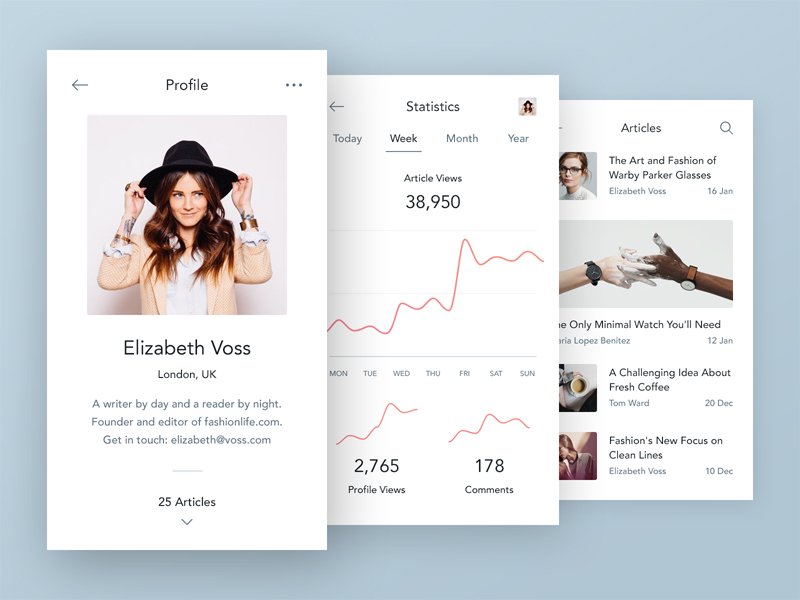 Profile
Elizabeth Voss
London, UK
A writer by day and a reader by night.
Founder and editor of fashionlife.com.
Get in touch: elizabeth@voss.com
25 Articles
Statistics
Today Week Month Year
Article Views
38,950
MON TUE WED THU FRI SAT SUN
2,765
Profile Views
178
Comments
Articles
The Art and Fashion of
Warby Parker Glasses
Elizabeth Voss 16 Jan
Only Minimal Watch You'll Need
Lopez Benitez 12 Jan
A Challenging Idea About
Fresh Coffee
Tom Ward 20 Dec
Fashion's New Focus on
Clean Lines
Elizabeth Voss 10 Dec